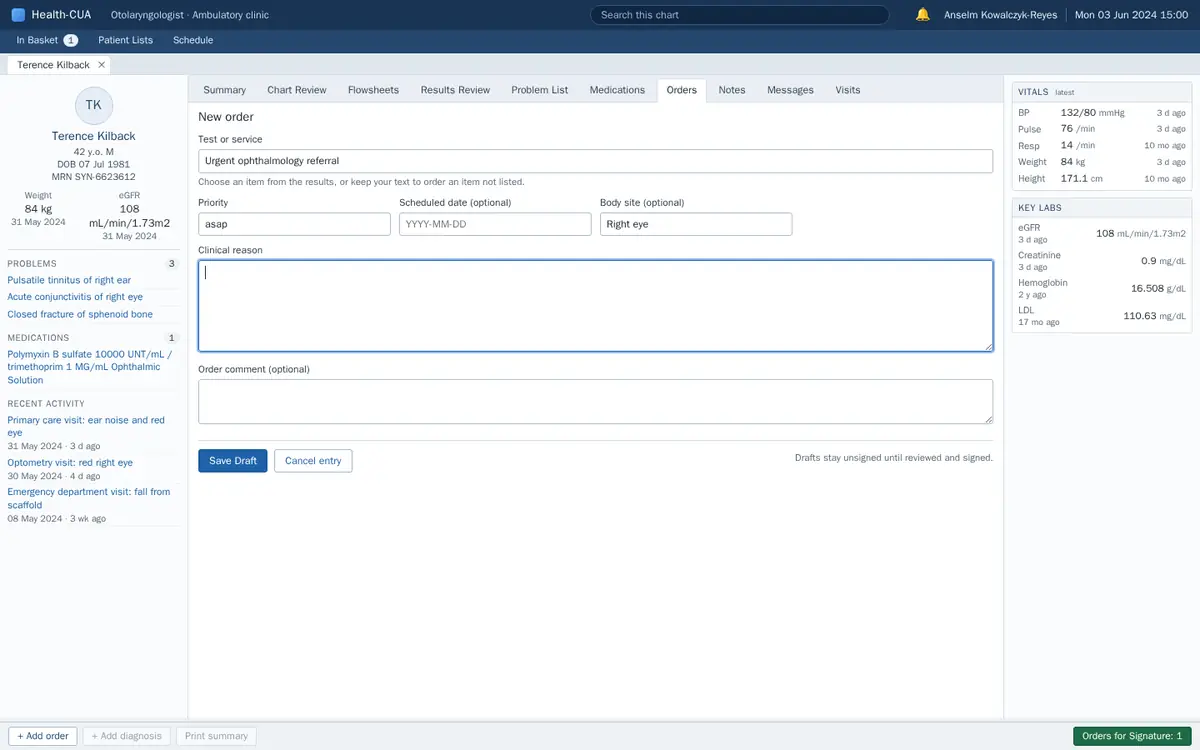 Health-CUA
Otolaryngologist · Ambulatory clinic
Search this chart
Anselm Kowalczyk-Reyes
Mon 03 Jun 2024 15:00
In Basket 1
Patient Lists
Schedule
Terence Kilback ×
TK
Terence Kilback
42 y.o. M
DOB 07 Jul 1981
MRN SYN-6623612
Weight
84 kg
31 May 2024
eGFR
108
mL/min/1.73m2
31 May 2024
PROBLEMS 3
Pulsatile tinnitus of right ear
Acute conjunctivitis of right eye
Closed fracture of sphenoid bone
MEDICATIONS 1
Polymyxin B sulfate 10000 UNT/mL /
trimethoprim 1 MG/mL Ophthalmic
Solution
RECENT ACTIVITY
Primary care visit: ear noise and red
eye
31 May 2024 · 3 d ago
Optometry visit: red right eye
30 May 2024 · 4 d ago
Emergency department visit: fall from
scaffold
08 May 2024 · 3 wk ago
Summary
Chart Review
Flowsheets
Results Review
Problem List
Medications
Orders
Notes
Messages
Visits
New order
Test or service
Urgent ophthalmology referral
Choose an item from the results, or keep your text to order an item not listed.
Priority
asap
Scheduled date (optional)
YYYY-MM-DD
Body site (optional)
Right eye
Clinical reason
Order comment (optional)
Save Draft
Cancel entry
Drafts stay unsigned until reviewed and signed.
VITALS latest
BP 132/80 mmHg 3 d ago
Pulse 76 /min 3 d ago
Resp 14 /min 10 mo ago
Weight 84 kg 3 d ago
Height 171.1 cm 10 mo ago
KEY LABS
eGFR
3 d ago
108 mL/min/1.73m2
Creatinine
3 d ago
0.9 mg/dL
Hemoglobin
2 y ago
16.508 g/dL
LDL
17 mo ago
110.63 mg/dL
+ Add order
+ Add diagnosis
Print summary
Orders for Signature: 1